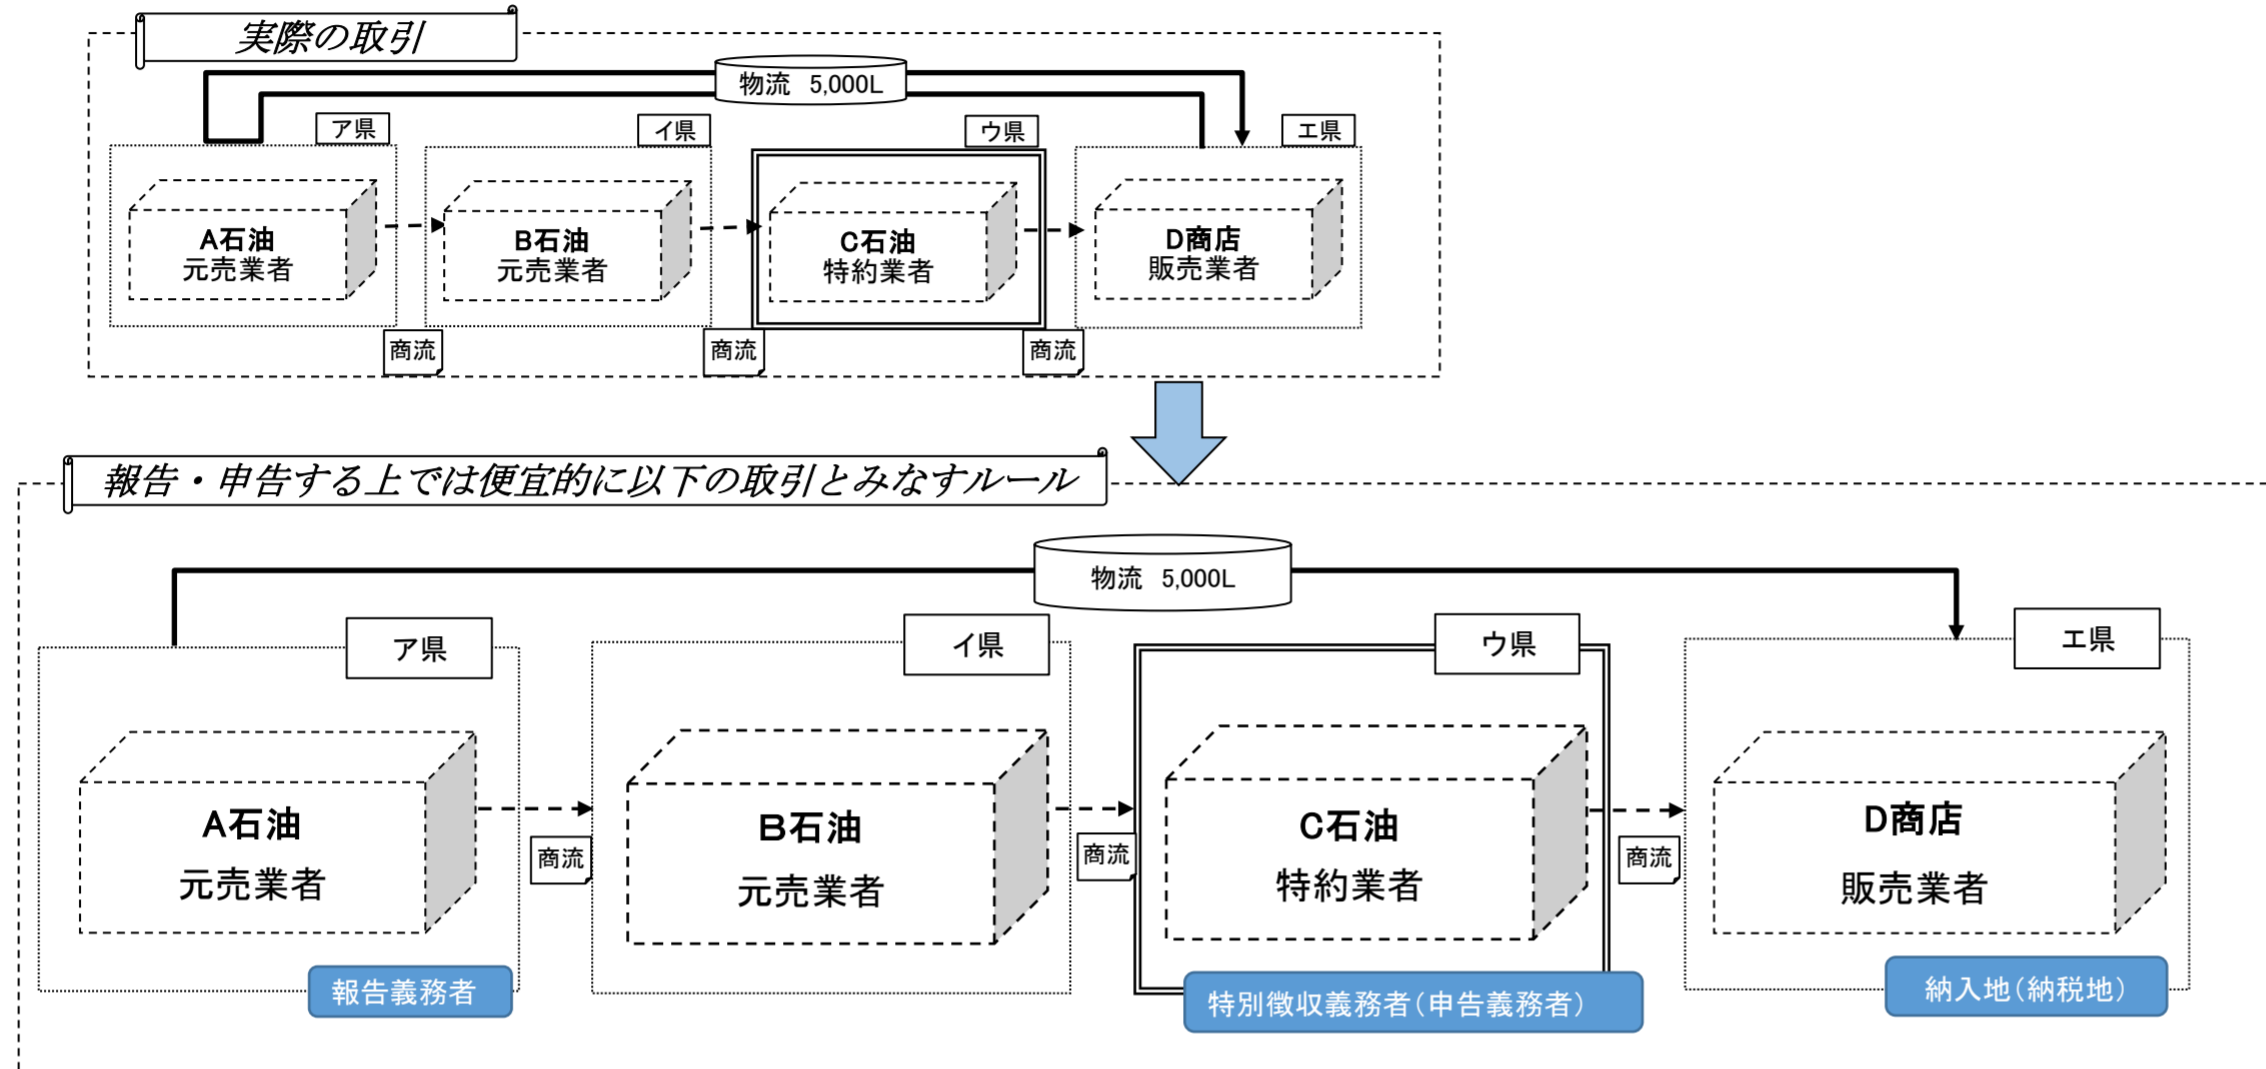 実際の取引
物流 5,000L
ア県
イ県
ウ県
エ県
A石油
元売業者
B石油
元売業者
C石油
特約業者
D商店
販売業者
商流
商流
商流
報告・申告する上では便宜的に以下の取引とみなすルール
物流 5,000L
ア県
イ県
ウ県
エ県
A石油
元売業者
B石油
元売業者
C石油
特約業者
D商店
販売業者
商流
商流
商流
報告義務者
特別徴収義務者(申告義務者)
納入地(納税地)